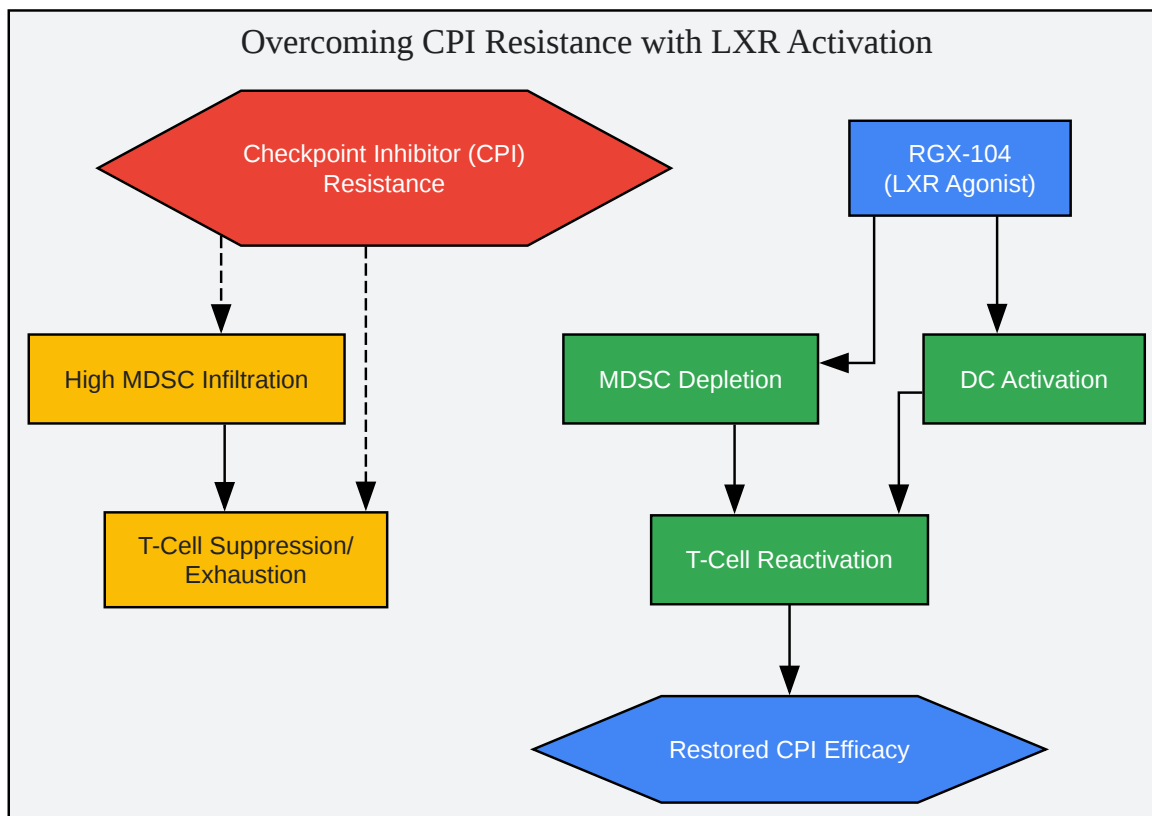 Overcoming CPI Resistance with LXR Activation
Checkpoint Inhibitor (CPI)
Resistance
RGX-104
(LXR Agonist)
High MDSC Infiltration
MDSC Depletion
DC Activation
T-Cell Suppression/
Exhaustion
T-Cell Reactivation
Restored CPI Efficacy